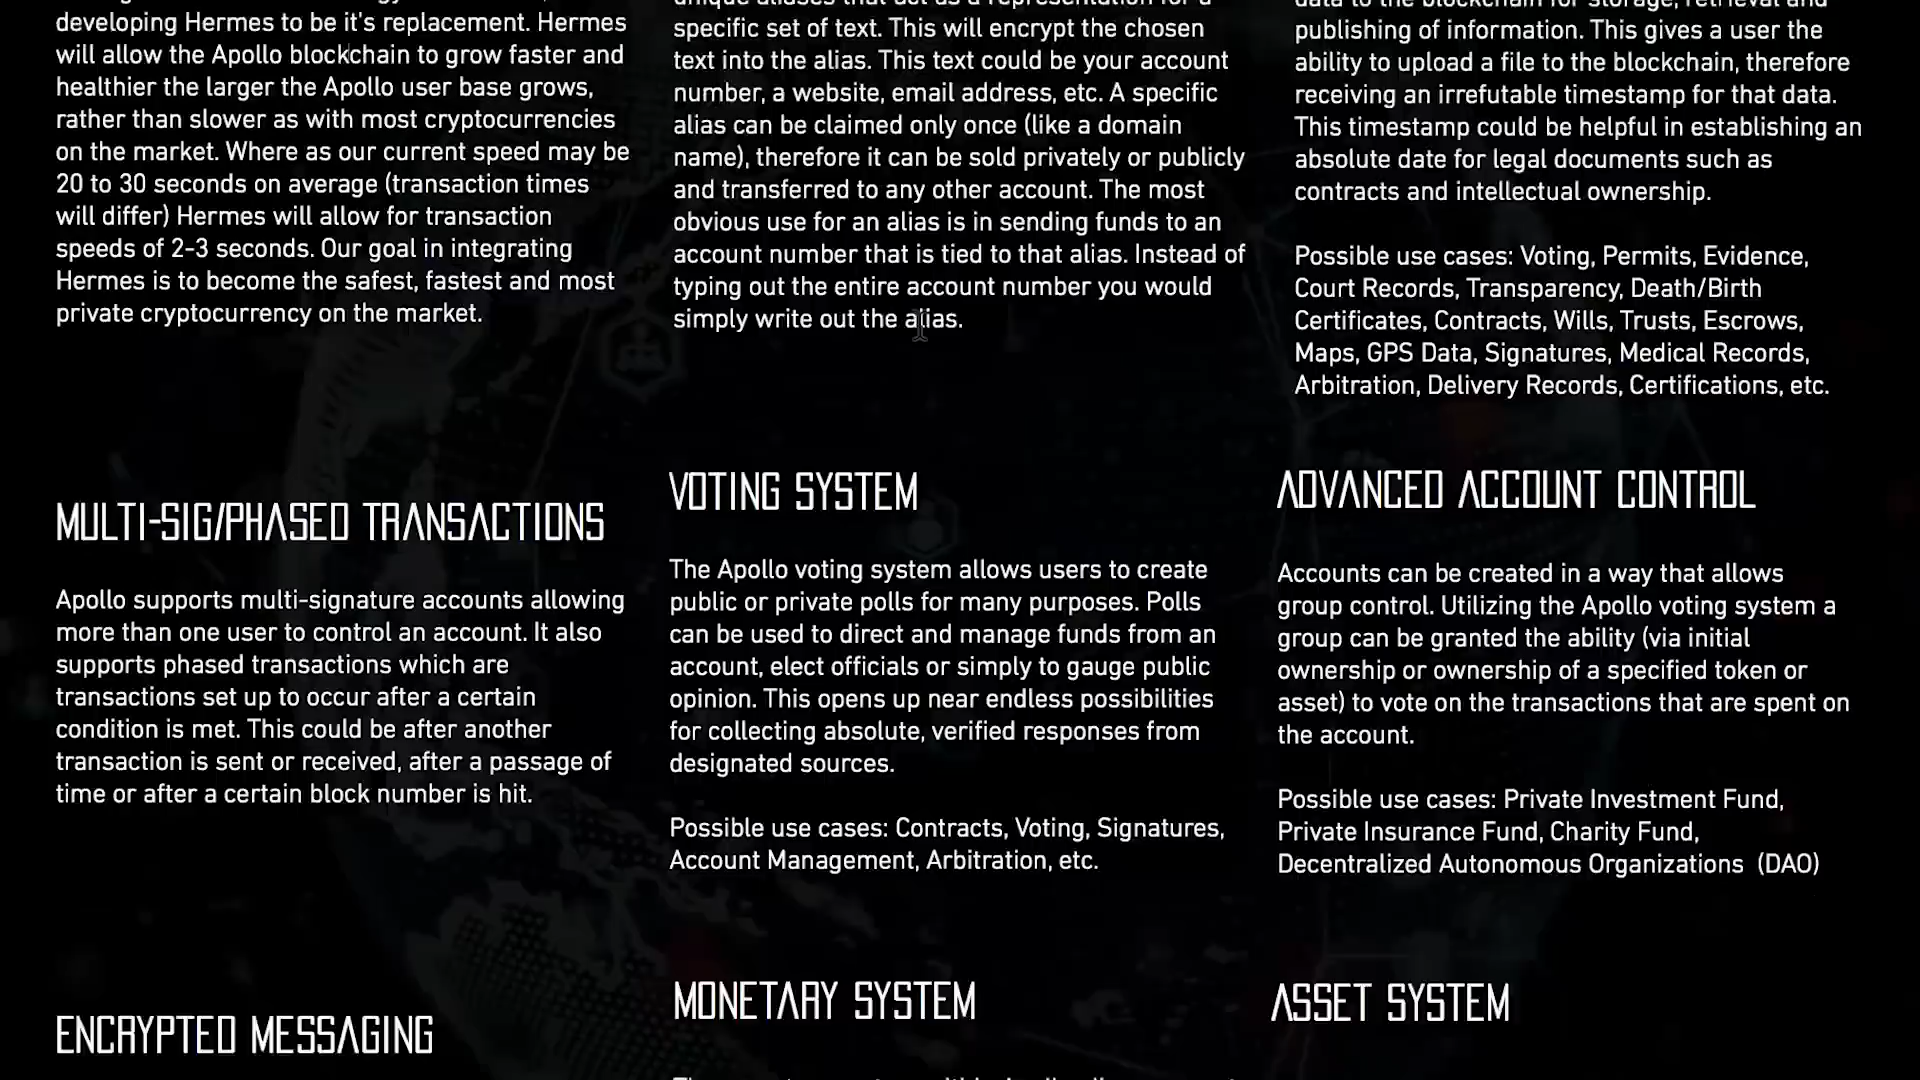 developing Hermes to be it's replacement. Hermes
will allow the Apollo blockchain to grow faster and
healthier the larger the Apollo user base grows,
rather than slower as with most cryptocurrencies
on the market. Where as our current speed may be
20 to 30 seconds on average (transaction times
will differ) Hermes will allow for transaction
speeds of 2-3 seconds. Our goal in integrating
Hermes is to become the safest, fastest and most
private cryptocurrency on the market.
unique aliases that act as a representation for a
specific set of text. This will encrypt the chosen
text into the alias. This text could be your account
number, a website, email address, etc. A specific
alias can be claimed only once (like a domain
name), therefore it can be sold privately or publicly
and transferred to any other account. The most
obvious use for an alias is in sending funds to an
account number that is tied to that alias. Instead of
typing out the entire account number you would
simply write out the alias.
data to the blockchain for storage, retrieval and
publishing of information. This gives a user the
ability to upload a file to the blockchain, therefore
receiving an irrefutable timestamp for that data.
This timestamp could be helpful in establishing an
absolute date for legal documents such as
contracts and intellectual ownership.
Possible use cases: Voting, Permits, Evidence,
Court Records, Transparency, Death/Birth
Certificates, Contracts, Wills, Trusts, Escrows,
Maps, GPS Data, Signatures, Medical Records,
Arbitration, Delivery Records, Certifications, etc.
MULTI-SIG/PHASED TRANSACTIONS
Apollo supports multi-signature accounts allowing
more than one user to control an account. It also
supports phased transactions which are
transactions set up to occur after a certain
condition is met. This could be after another
transaction is sent or received, after a passage of
time or after a certain block number is hit.
VOTING SYSTEM
The Apollo voting system allows users to create
public or private polls for many purposes. Polls
can be used to direct and manage funds from an
account, elect officials or simply to gauge public
opinion. This opens up near endless possibilities
for collecting absolute, verified responses from
designated sources.
Possible use cases: Contracts, Voting, Signatures,
Account Management, Arbitration, etc.
ADVANCED ACCOUNT CONTROL
Accounts can be created in a way that allows
group control. Utilizing the Apollo voting system a
group can be granted the ability (via initial
ownership or ownership of a specified token or
asset) to vote on the transactions that are spent on
the account.
Possible use cases: Private Investment Fund,
Private Insurance Fund, Charity Fund,
Decentralized Autonomous Organizations (DAO)
ENCRYPTED MESSAGING
MONETARY SYSTEM
ASSET SYSTEM